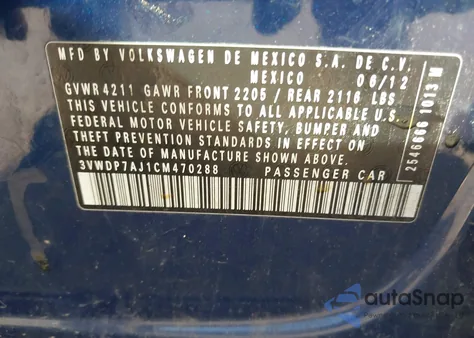 MFD BY VOLKSWAGEN DE MEXICO S.A. DE C.V.
MEXICO 06/12
GVWR 4211 GAWR FRONT 2205 / REAR 2116 LBS
THIS VEHICLE CONFORMS TO ALL APPLICABLE U.S.
FEDERAL MOTOR VEHICLE SAFETY, BUMPER AND
THEFT PREVENTION STANDARDS IN EFFECT ON
THE DATE OF MANUFACTURE SHOWN ABOVE.
3VWDP7AJ1CM470288 PASSENGER CAR
2546668 1013 M
autoSnap